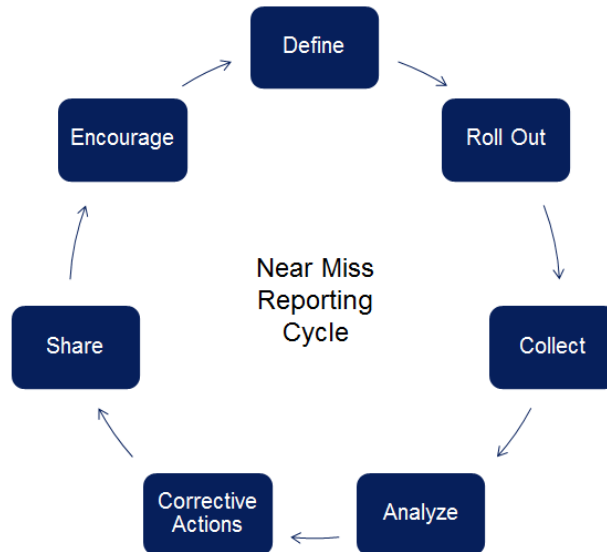 Define
Roll Out
Encourage
Near Miss
Reporting
Cycle
Collect
Share
Corrective
Actions
Analyze